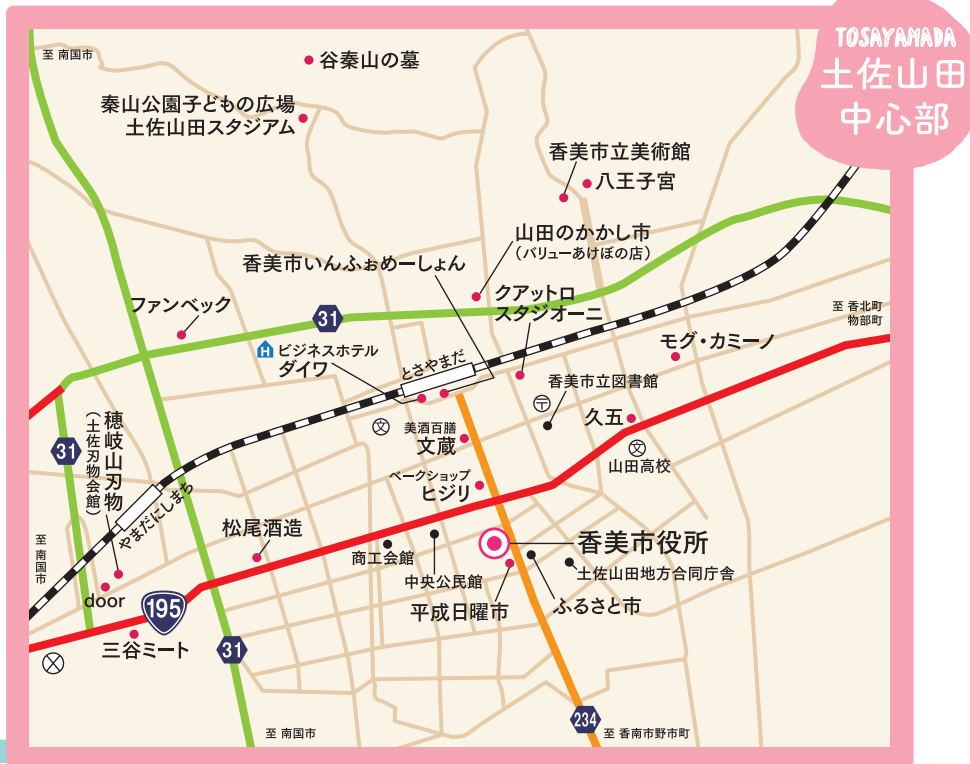 TOSAYAMADA
土佐山田
中心部
至 南国市
谷秦山の墓
秦山公園子どもの広場
土佐山田スタジアム
香美市立美術館
八王子宮
山田のかかし市
（バリューあけぼの店）
香美市いんふぉめーしょん
クアットロ
スタジオーニ
ファンベック
31
至 香北町
物部町
H ビジネスホテル
ダイワ
とさやまだ
モグ・カミーノ
香美市立図書館
〒
久五
文
美酒百膳
文蔵
文
山田高校
31
穂岐山刃物
（土佐刃物会館）
ベークショップ
ヒジリ
やまだにしまち
松尾酒造
至 南国市
商工会館
中央公民館
香美市役所
土佐山田地方合同庁舎
door
195
平成日曜市
ふるさと市
三谷ミート
31
234
至 南国市
至 香南市野市町